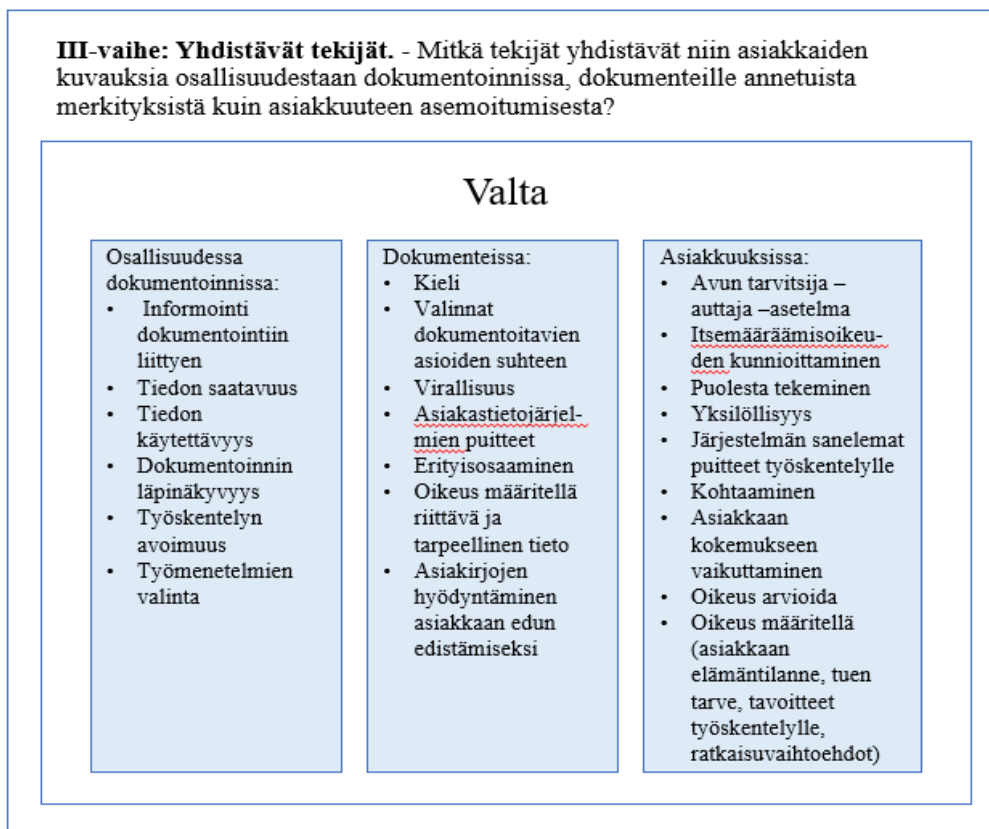 III-vaihe: Yhdistävät tekijät. - Mitkä tekijät yhdistävät niin asiakkaiden
kuvauksia osallisuudestaan dokumentoinnissa, dokumenteille annetuista
merkityksistä kuin asiakkuuteen asemoitumisesta?
Valta
Osallisuudessa
dokumentoinnissa:
• Informointi
dokumentointiin
liittyen
• Tiedon saatavuus
• Tiedon
käytettävyys
• Dokumentoinnin
läpinäkyvyys
• Työskentelyn
avoimuus
• Työmenetelmien
valinta
Dokumenteissa:
• Kieli
• Valinnat
dokumentoitavien
asioiden suhteen
• Virallisuus
• Asiakastietojärjel-
mien puitteet
• Erityisosaaminen
• Oikeus määritellä
riittävä ja
tarpeellinen tieto
• Asiakirjojen
hyödyntäminen
asiakkaan edun
edistämiseksi
Asiakkuuksissa:
• Avun tarvitsija –
auttaja –asetelma
• Itsemääräämisoikeu-
den kunnioittaminen
• Puolesta tekeminen
• Yksilöllisyys
• Järjestelmän sanelemat
puitteet työskentelylle
• Kohtaaminen
• Asiakkaan
kokemukseen
vaikuttaminen
• Oikeus arvioida
• Oikeus määritellä
(asiakkaan
elämäntilanne, tuen
tarve, tavoitteet
työskentelylle,
ratkaisuvaihtoehdot)